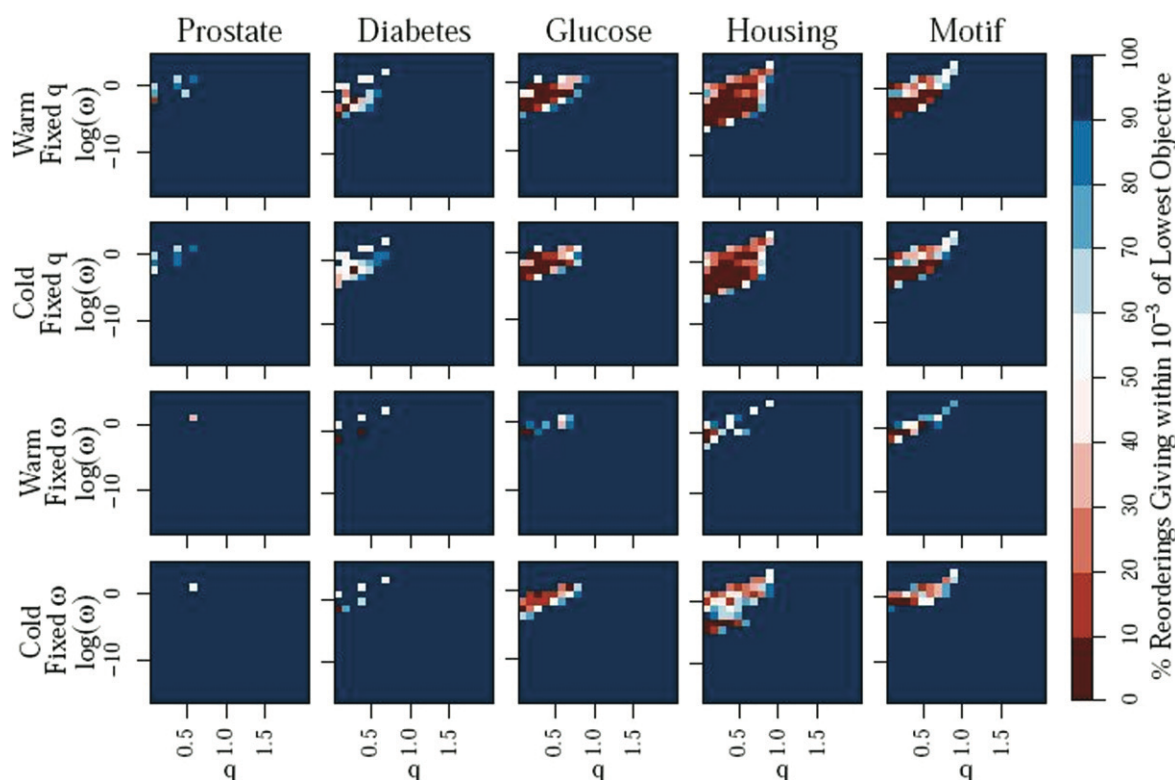 Prostate Diabetes Glucose Housing Motif
Warm
Fixed q
log(ω)
0
-10
Cold
Fixed q
log(ω)
0
-10
Warm
Fixed ω
log(ω)
0
-10
Cold
Fixed ω
log(ω)
0
-10
0.5 1.0 1.5 0.5 1.0 1.5 0.5 1.0 1.5 0.5 1.0 1.5 0.5 1.0 1.5
q q q q q
100
90
80
70
60
50
40
30
20
10
0
% Reorderings Giving within 10⁻³ of Lowest Objective